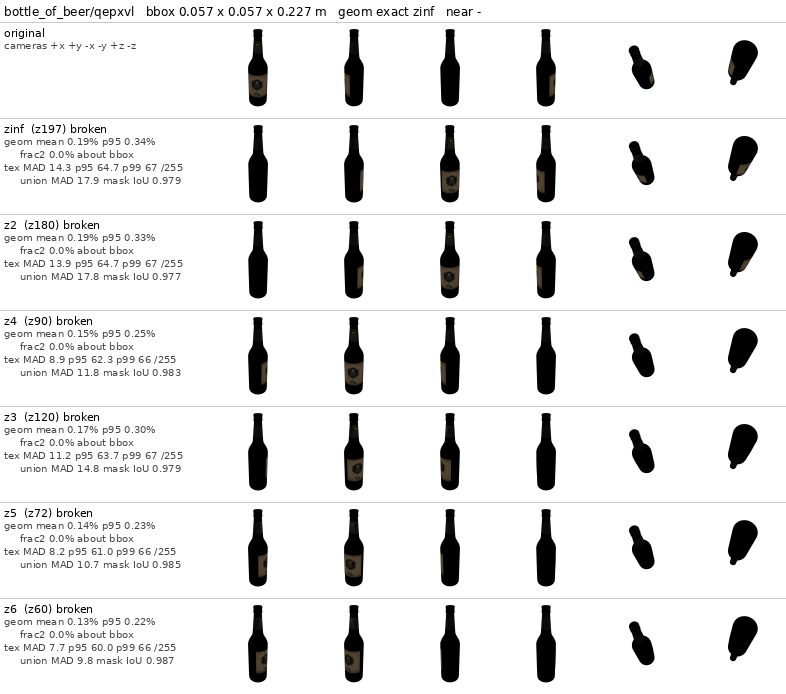 bottle_of_beer/qepxvl bbox 0.057 x 0.057 x 0.227 m geom exact zinf near -
original
cameras +x +y -x -y +z -z
zinf (z197) broken
geom mean 0.19% p95 0.34%
frac2 0.0% about bbox
tex MAD 14.3 p95 64.7 p99 67 /255
union MAD 17.9 mask IoU 0.979
z2 (z180) broken
geom mean 0.19% p95 0.33%
frac2 0.0% about bbox
tex MAD 13.9 p95 64.7 p99 67 /255
union MAD 17.8 mask IoU 0.977
z4 (z90) broken
geom mean 0.15% p95 0.25%
frac2 0.0% about bbox
tex MAD 8.9 p95 62.3 p99 66 /255
union MAD 11.8 mask IoU 0.983
z3 (z120) broken
geom mean 0.17% p95 0.30%
frac2 0.0% about bbox
tex MAD 11.2 p95 63.7 p99 66 /255
union MAD 14.8 mask IoU 0.979
z5 (z72) broken
geom mean 0.14% p95 0.23%
frac2 0.0% about bbox
tex MAD 8.2 p95 61.0 p99 66 /255
union MAD 10.7 mask IoU 0.985
z6 (z60) broken
geom mean 0.13% p95 0.22%
frac2 0.0% about bbox
tex MAD 7.7 p95 60.0 p99 66 /255
union MAD 9.8 mask IoU 0.987